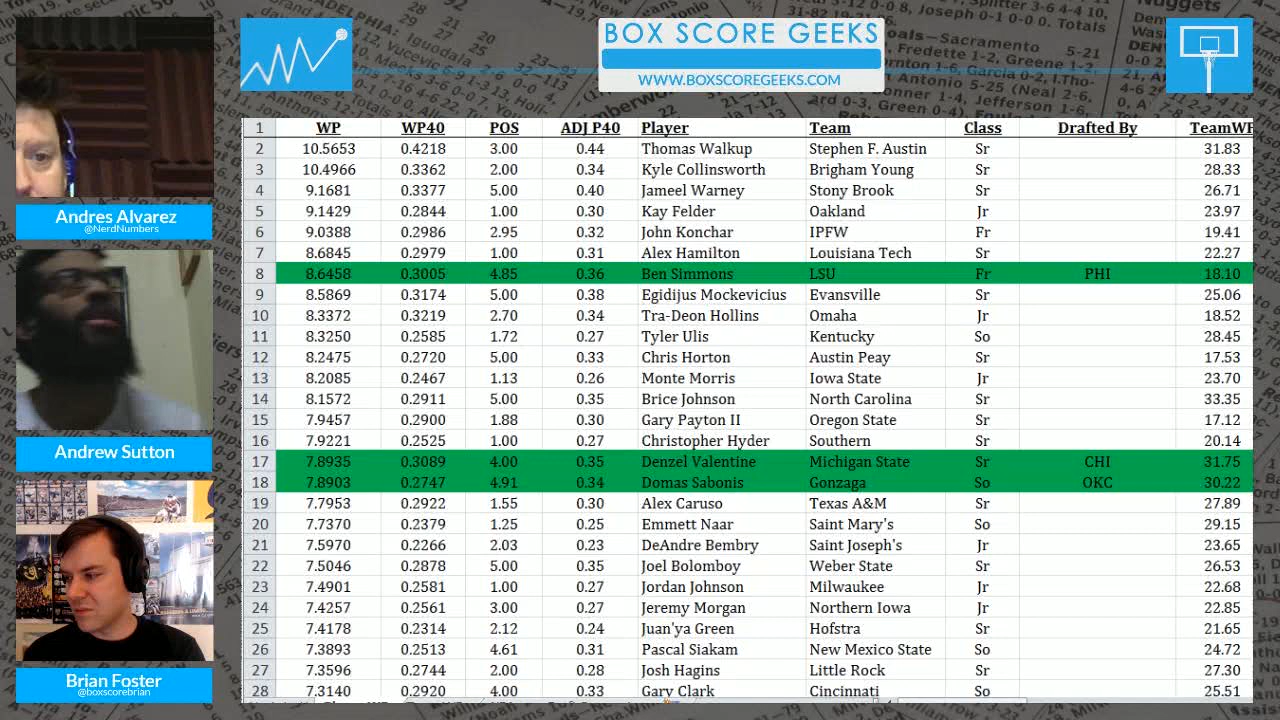 BOX SCORE GEEKS
WWW.BOXSCOREGEEKS.COM
Andres Alvarez
@NerdNumbers
Andrew Sutton
Brian Foster
@boxscorebrian
1 WP WP40 POS ADJ P40 Player Team Class Drafted By TeamWP
2 10.5653 0.4218 3.00 0.44 Thomas Walkup Stephen F. Austin Sr 31.83
3 10.4966 0.3362 2.00 0.34 Kyle Collinsworth Brigham Young Sr 28.33
4 9.1681 0.3377 5.00 0.40 Jameel Warney Stony Brook Sr 26.71
5 9.1429 0.2844 1.00 0.30 Kay Felder Oakland Jr 23.97
6 9.0388 0.2986 2.95 0.32 John Konchar IPFW Fr 19.41
7 8.6845 0.2979 1.00 0.31 Alex Hamilton Louisiana Tech Sr 22.27
8 8.6458 0.3005 4.85 0.36 Ben Simmons LSU Fr PHI 18.10
9 8.5869 0.3174 5.00 0.38 Egidijus Mockevicius Evansville Sr 25.06
10 8.3372 0.3219 2.70 0.34 Tra-Deon Hollins Omaha Jr 18.52
11 8.3250 0.2585 1.72 0.27 Tyler Ulis Kentucky So 28.45
12 8.2475 0.2720 5.00 0.33 Chris Horton Austin Peay Sr 17.53
13 8.2085 0.2467 1.13 0.26 Monte Morris Iowa State Jr 23.70
14 8.1572 0.2911 5.00 0.35 Brice Johnson North Carolina Sr 33.35
15 7.9457 0.2900 1.88 0.30 Gary Payton II Oregon State Sr 17.12
16 7.9221 0.2525 1.00 0.27 Christopher Hyder Southern Sr 20.14
17 7.8935 0.3089 4.00 0.35 Denzel Valentine Michigan State Sr CHI 31.75
18 7.8903 0.2747 4.91 0.34 Domas Sabonis Gonzaga So OKC 30.22
19 7.7953 0.2922 1.55 0.30 Alex Caruso Texas A&M Sr 27.89
20 7.7370 0.2379 1.25 0.25 Emmett Naar Saint Mary's So 29.15
21 7.5970 0.2266 2.03 0.23 DeAndre Bembry Saint Joseph's Jr 23.65
22 7.5046 0.2878 5.00 0.35 Joel Bolomboy Weber State Sr 26.53
23 7.4901 0.2581 1.00 0.27 Jordan Johnson Milwaukee Jr 22.68
24 7.4257 0.2561 3.00 0.27 Jeremy Morgan Northern Iowa Jr 22.85
25 7.4178 0.2314 2.12 0.24 Juan'ya Green Hofstra Sr 21.65
26 7.3893 0.2513 4.61 0.31 Pascal Siakam New Mexico State So 24.72
27 7.3596 0.2744 2.00 0.28 Josh Hagins Little Rock Sr 27.30
28 7.3140 0.2920 4.00 0.33 Gary Clark Cincinnati So 25.51